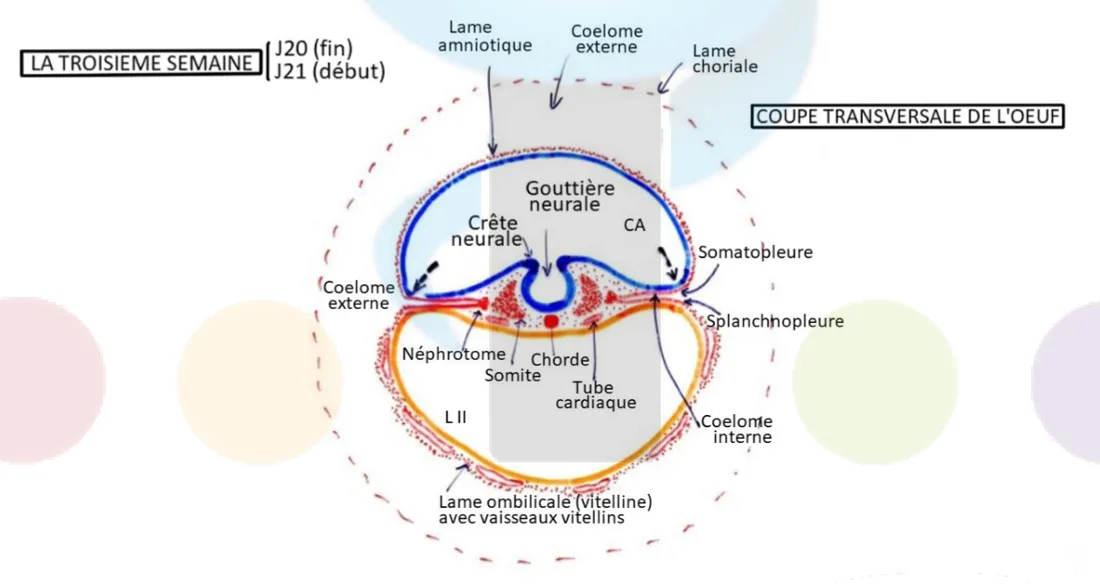 LA TROISIEME SEMAINE
J20 (fin)
J21 (début)
Lame
amniotique
Coelome
externe
Lame
choriale
COUPE TRANSVERSALE DE L'OEUF
Gouttière
neurale
Crête
neurale
CA
Somatopleure
Coelome
externe
Splanchnopleure
Néphrotome
Somite
Chorde
Tube
cardiaque
L II
Coelome
interne
Lame ombilicale (vitelline)
avec vaisseaux vitellins